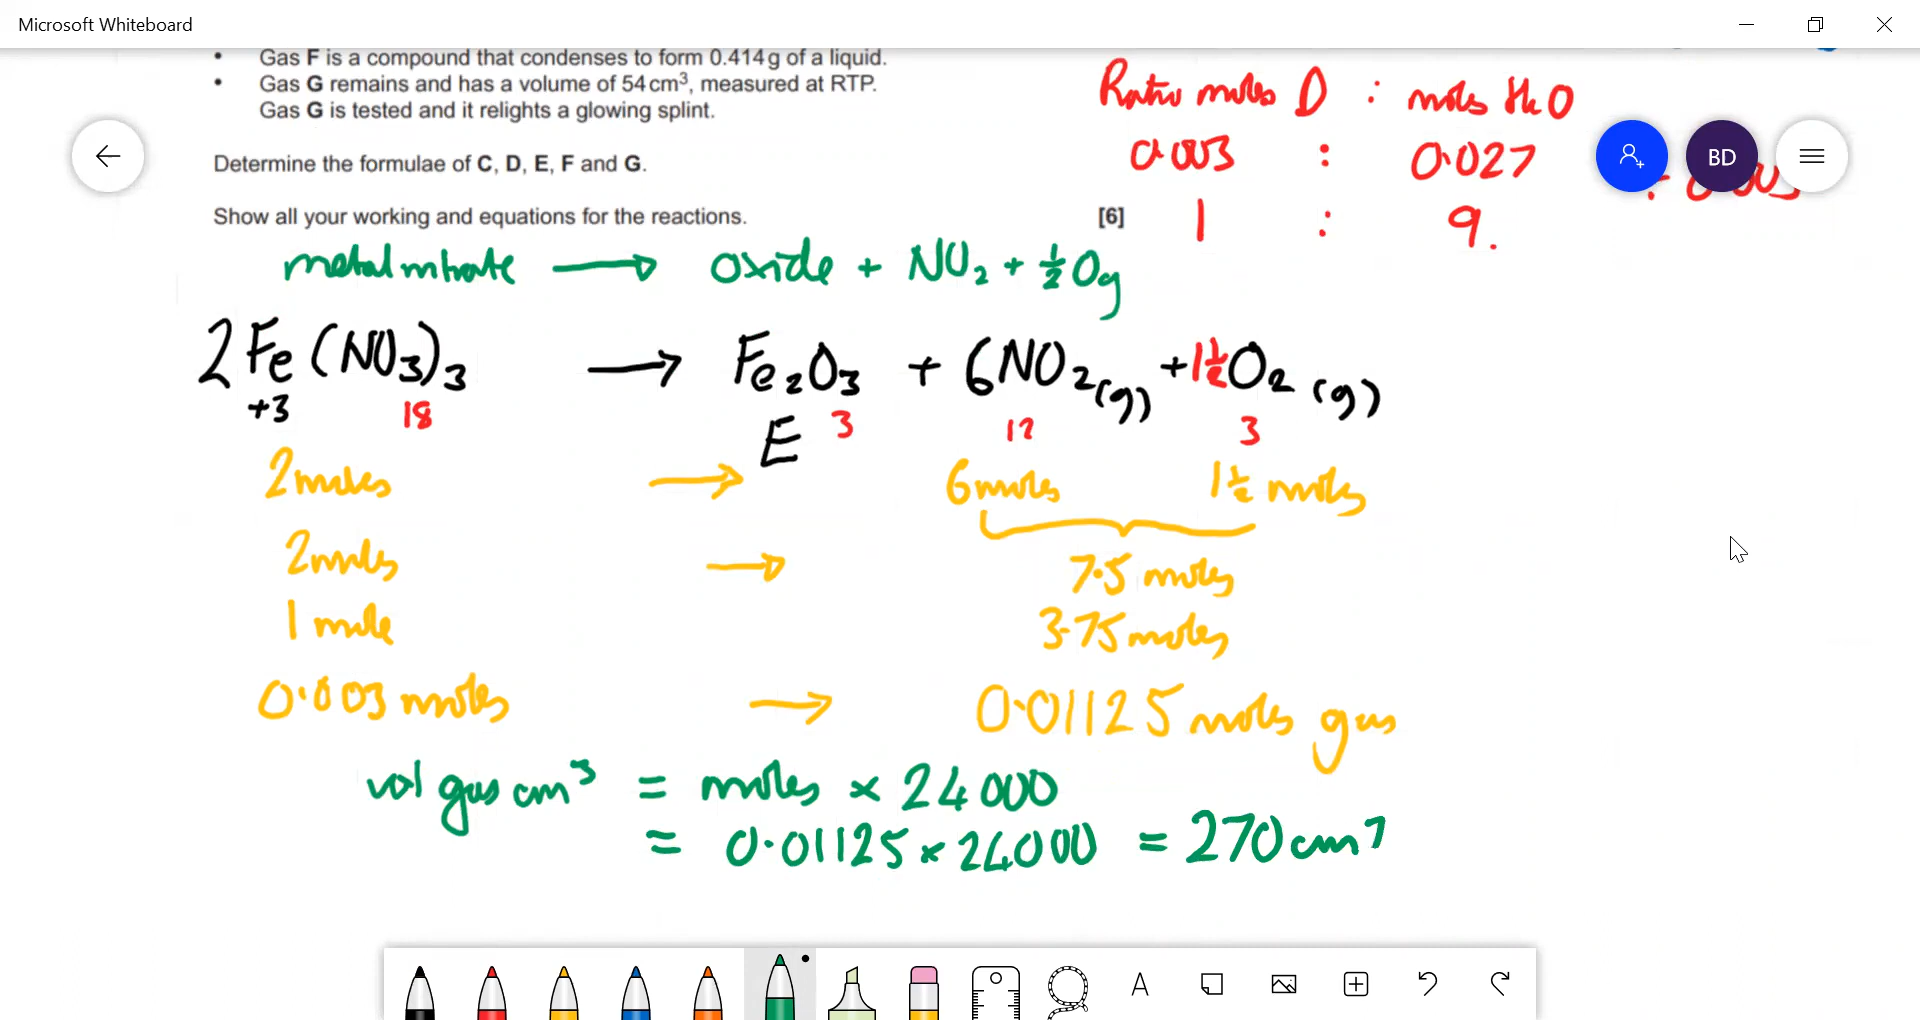 Microsoft Whiteboard
• Gas F is a compound that condenses to form 0.414 g of a liquid.
• Gas G remains and has a volume of 54 cm³, measured at RTP.
Gas G is tested and it relights a glowing splint.
Determine the formulae of C, D, E, F and G.
Show all your working and equations for the reactions. [6]
Ratio moles D : moles H₂O
0.003 : 0.027
BD
1 : 9.
metal nitrate → oxide + NO₂ + ½ O₂
2Fe(NO₃)₃ → Fe₂O₃ + 6NO₂(g) + 1½O₂(g)
+3 18 3 12 3
E
2 moles → 6 moles 1½ moles
2 moles → 7.5 moles
1 mole 3.75 moles
0.003 moles → 0.01125 moles gas
vol gas cm³ = moles × 24000
= 0.01125 × 24000 = 270 cm³
A